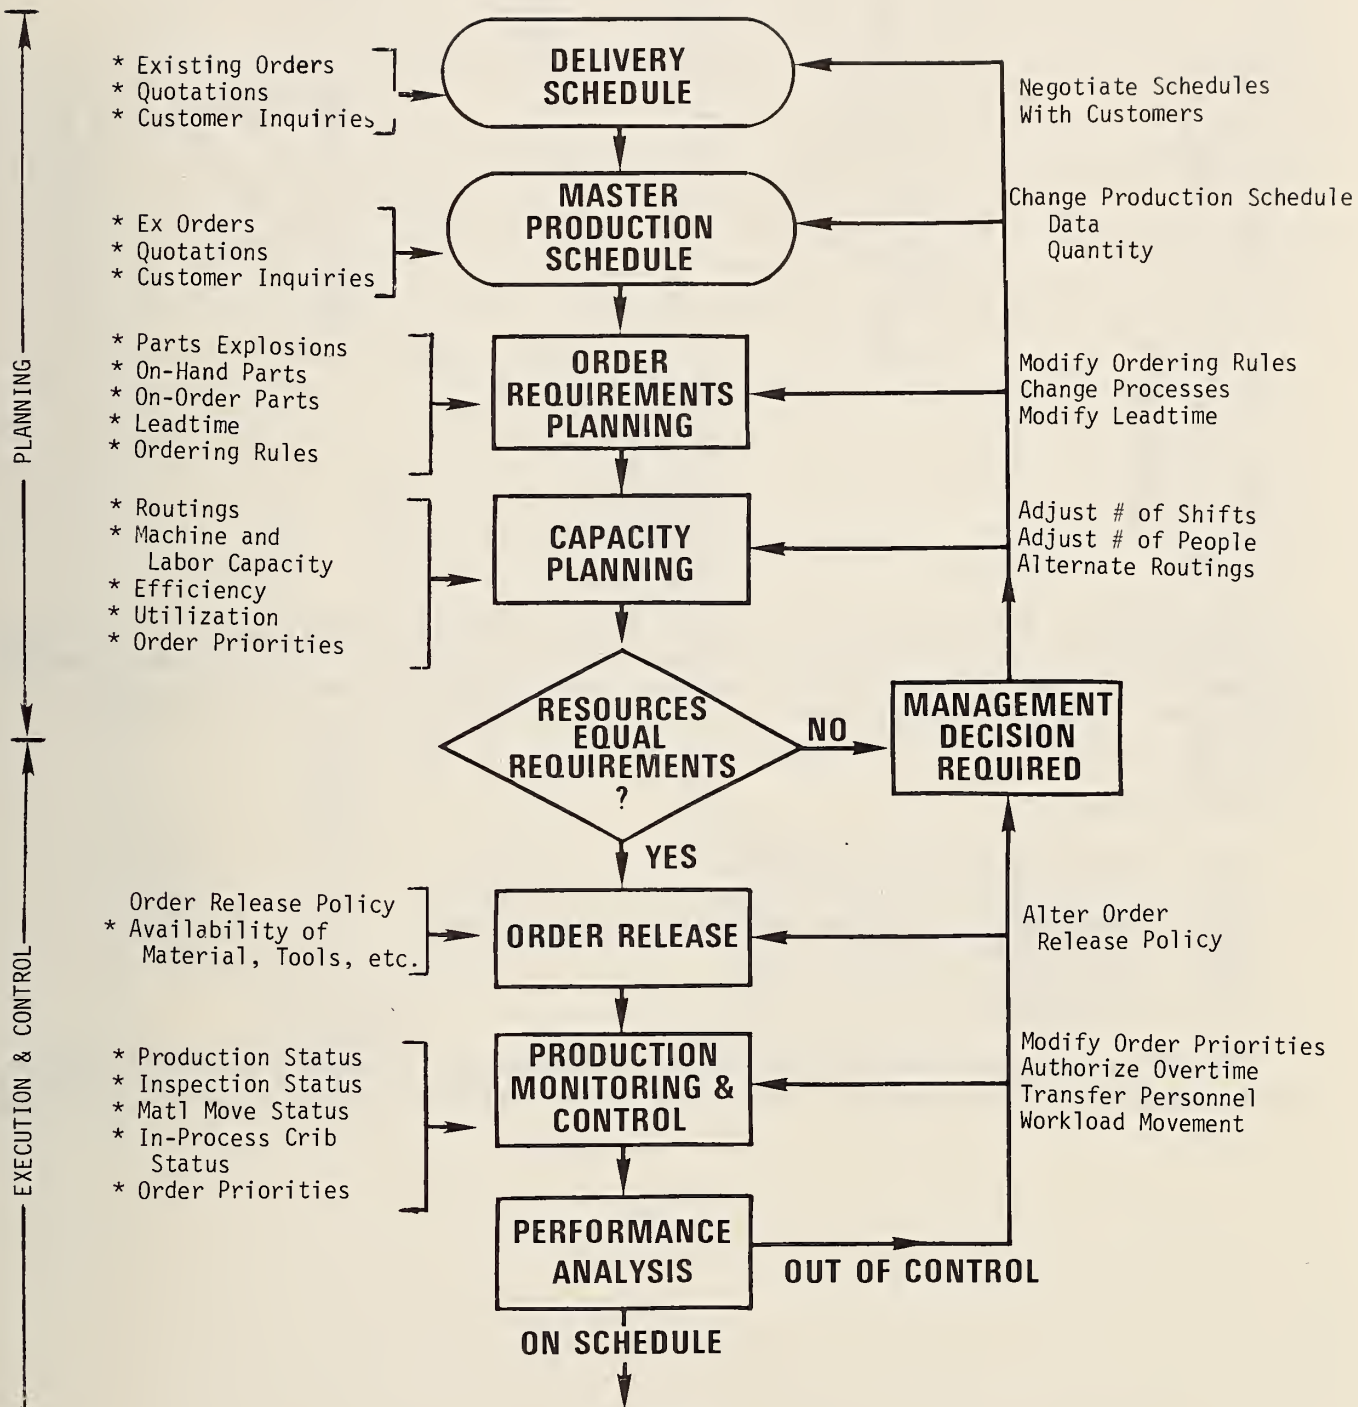 PLANNING
EXECUTION & CONTROL
* Existing Orders
* Quotations
* Customer Inquiries
DELIVERY
SCHEDULE
Negotiate Schedules
With Customers
* Ex Orders
* Quotations
* Customer Inquiries
MASTER
PRODUCTION
SCHEDULE
Change Production Schedule
Data
Quantity
* Parts Explosions
* On-Hand Parts
* On-Order Parts
* Leadtime
* Ordering Rules
ORDER
REQUIREMENTS
PLANNING
Modify Ordering Rules
Change Processes
Modify Leadtime
* Routings
* Machine and
Labor Capacity
* Efficiency
* Utilization
* Order Priorities
CAPACITY
PLANNING
Adjust # of Shifts
Adjust # of People
Alternate Routings
RESOURCES
EQUAL
REQUIREMENTS
?
NO
MANAGEMENT
DECISION
REQUIRED
YES
Order Release Policy
* Availability of
Material, Tools, etc.
ORDER RELEASE
Alter Order
Release Policy
* Production Status
* Inspection Status
* Matl Move Status
* In-Process Crib
Status
* Order Priorities
PRODUCTION
MONITORING &
CONTROL
Modify Order Priorities
Authorize Overtime
Transfer Personnel
Workload Movement
PERFORMANCE
ANALYSIS
OUT OF CONTROL
ON SCHEDULE